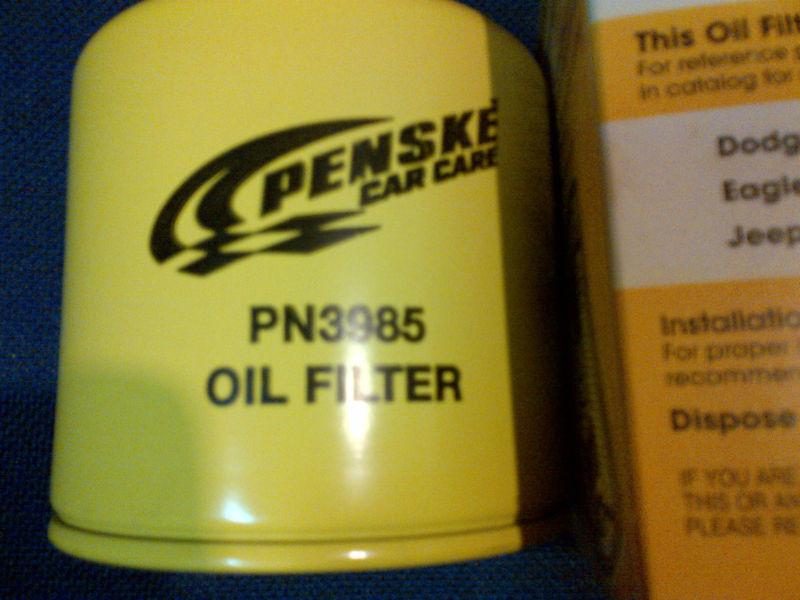 PENSKE
CAR CARE
PN3985
OIL FILTER
This Oil Filt
For reference s
in catalog for
Dodg
Eagle
Jeep
Installatio
For proper
recommen
Dispose
IF YOU ARE
THIS OR AN
PLEASE RE